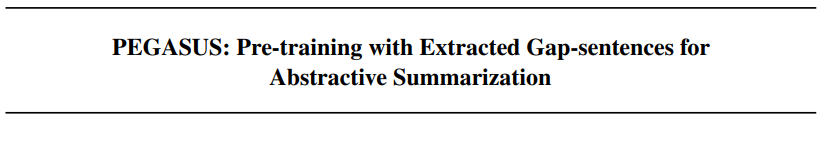 PEGASUS: Pre-training with Extracted Gap-sentences for
Abstractive Summarization